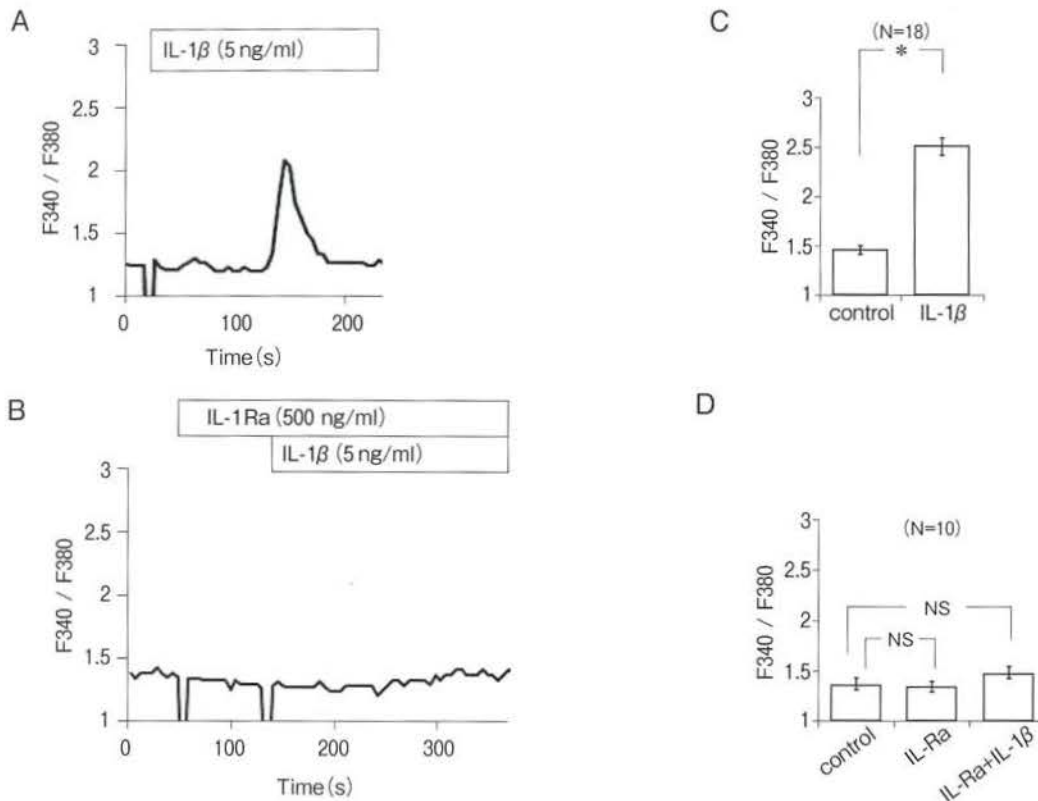 A
IL-1β (5 ng/ml)
3
2.5
2
1.5
1
F340 / F380
0 100 200
Time (s)
C
(N=18)
*
3
2.5
2
1.5
1
F340 / F380
control IL-1β
B
IL-1Ra (500 ng/ml)
IL-1β (5 ng/ml)
3
2.5
2
1.5
1
F340 / F380
0 100 200 300
Time (s)
D
(N=10)
3
2.5
2
1.5
1
F340 / F380
NS
NS
control IL-Ra IL-Ra+IL-1β